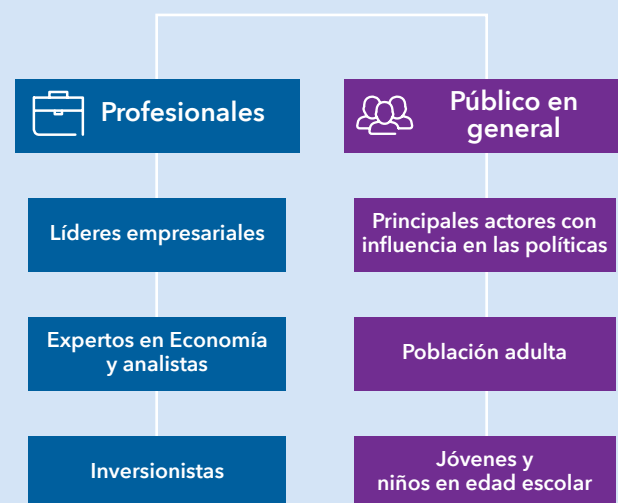 Profesionales
Líderes empresariales
Expertos en Economía
y analistas
Inversionistas
Público en
general
Principales actores con
influencia en las políticas
Población adulta
Jóvenes y
niños en edad escolar